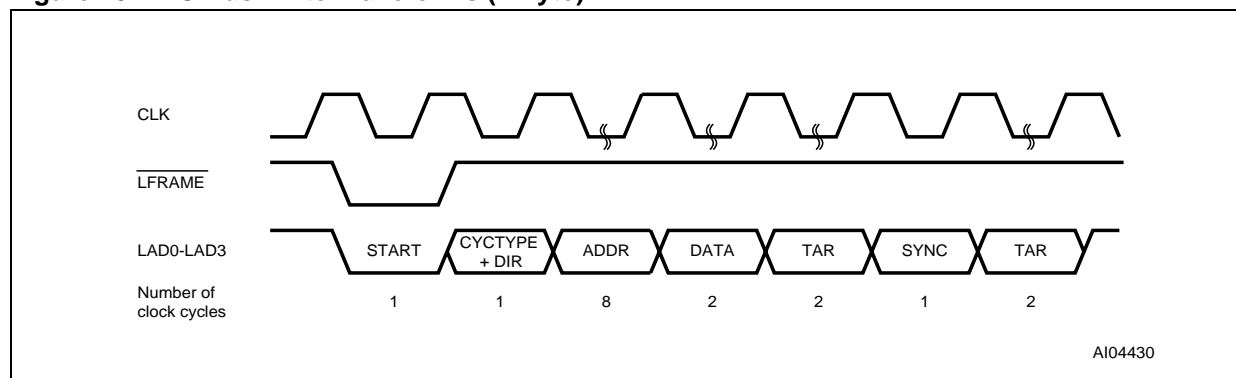 CLK
LFRAME
LAD0-LAD3 START CYCTYPE + DIR ADDR DATA TAR SYNC TAR
Number of clock cycles 1 1 8 2 2 1 2
AI04430